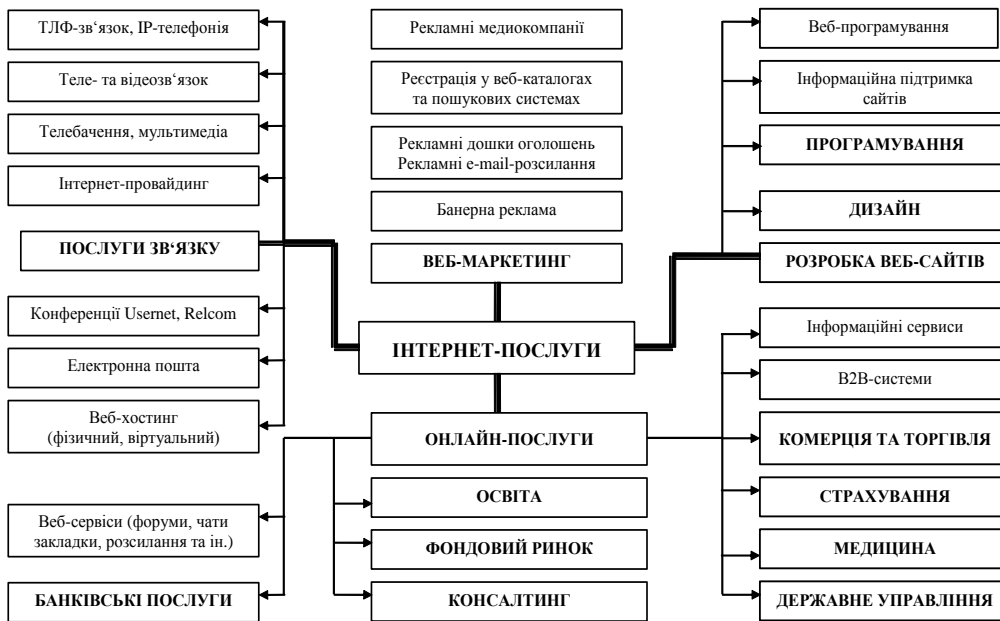 ТЛФ-зв‘язок, IP-телефонія
Теле- та відеозв‘язок
Телебачення, мультимедіа
Інтернет-провайдинг
ПОСЛУГИ ЗВ‘ЯЗКУ
Конференції Usernet, Relcom
Електронна пошта
Веб-хостинг
(фізичний, віртуальний)
Веб-сервіси (форуми, чати
закладки, розсилання та ін.)
БАНКІВСЬКІ ПОСЛУГИ
Рекламні медиокомпанії
Реєстрація у веб-каталогах
та пошукових системах
Рекламні дошки оголошень
Рекламні e-mail-розсилання
Банерна реклама
ВЕБ-МАРКЕТИНГ
ІНТЕРНЕТ-ПОСЛУГИ
ОНЛАЙН-ПОСЛУГИ
ОСВІТА
ФОНДОВИЙ РИНОК
КОНСАЛТИНГ
Веб-програмування
Інформаційна підтримка
сайтів
ПРОГРАМУВАННЯ
ДИЗАЙН
РОЗРОБКА ВЕБ-САЙТІВ
Інформаційні сервиси
B2B-системи
КОМЕРЦІЯ ТА ТОРГІВЛЯ
СТРАХУВАННЯ
МЕДИЦИНА
ДЕРЖАВНЕ УПРАВЛІННЯ